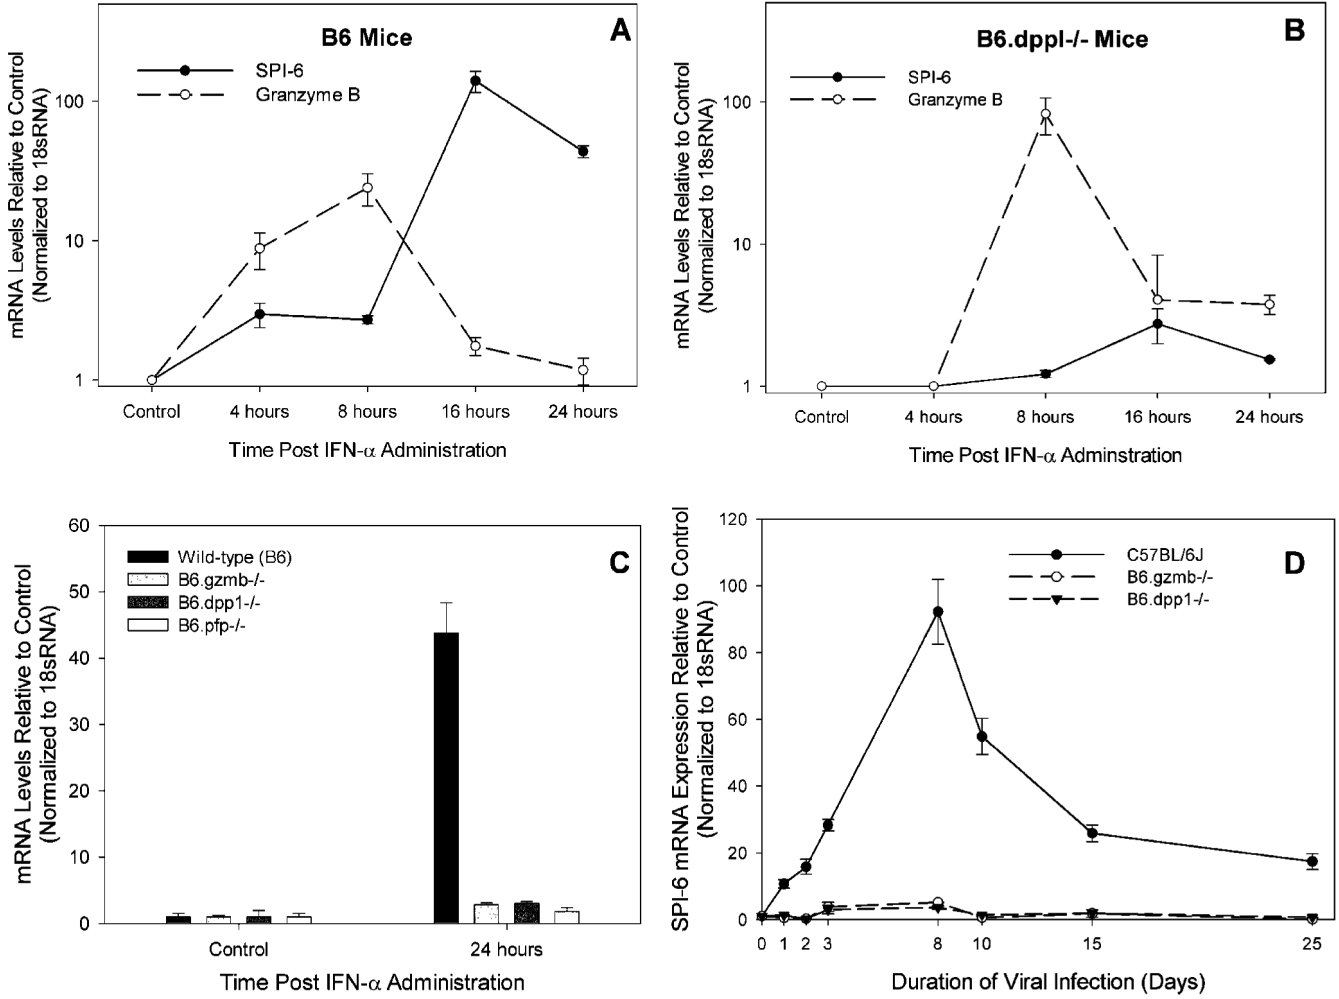 B6 Mice
A
SPI-6
Granzyme B
mRNA Levels Relative to Control
(Normalized to 18sRNA)
100
10
1
Control 4 hours 8 hours 16 hours 24 hours
Time Post IFN-α Administration
B6.dppI-/- Mice
B
SPI-6
Granzyme B
mRNA Levels Relative to Control
(Normalized to 18sRNA)
100
10
1
Control 4 hours 8 hours 16 hours 24 hours
Time Post IFN-α Adminstration
C
Wild-type (B6)
B6.gzmb-/-
B6.dpp1-/-
B6.pfp-/-
mRNA Levels Relative to Control
(Normalized to 18sRNA)
60
50
40
30
20
10
0
Control 24 hours
Time Post IFN-α Administration
D
C57BL/6J
B6.gzmb-/-
B6.dpp1-/-
SPI-6 mRNA Expression Relative to Control
(Normalized to 18sRNA)
120
100
80
60
40
20
0
0 1 2 3 8 10 15 25
Duration of Viral Infection (Days)